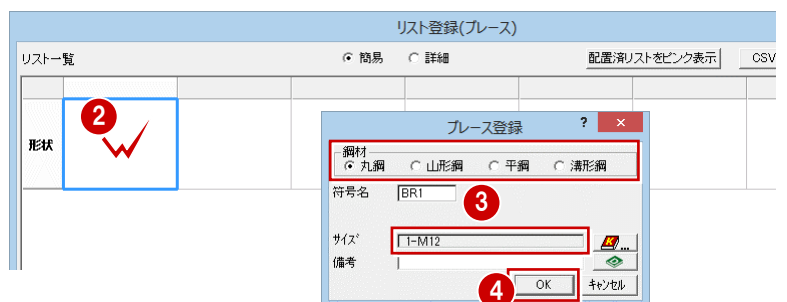 リスト登録(ブレース)
リスト一覧 簡易 詳細 配置済リストをピンク表示 CSV
2
形状
ブレース登録 ? ×
鋼材
丸鋼 山形鋼 平鋼 溝形鋼
符号名 BR1
3
サイズ 1-M12 K...
備考
4 OK キャンセル